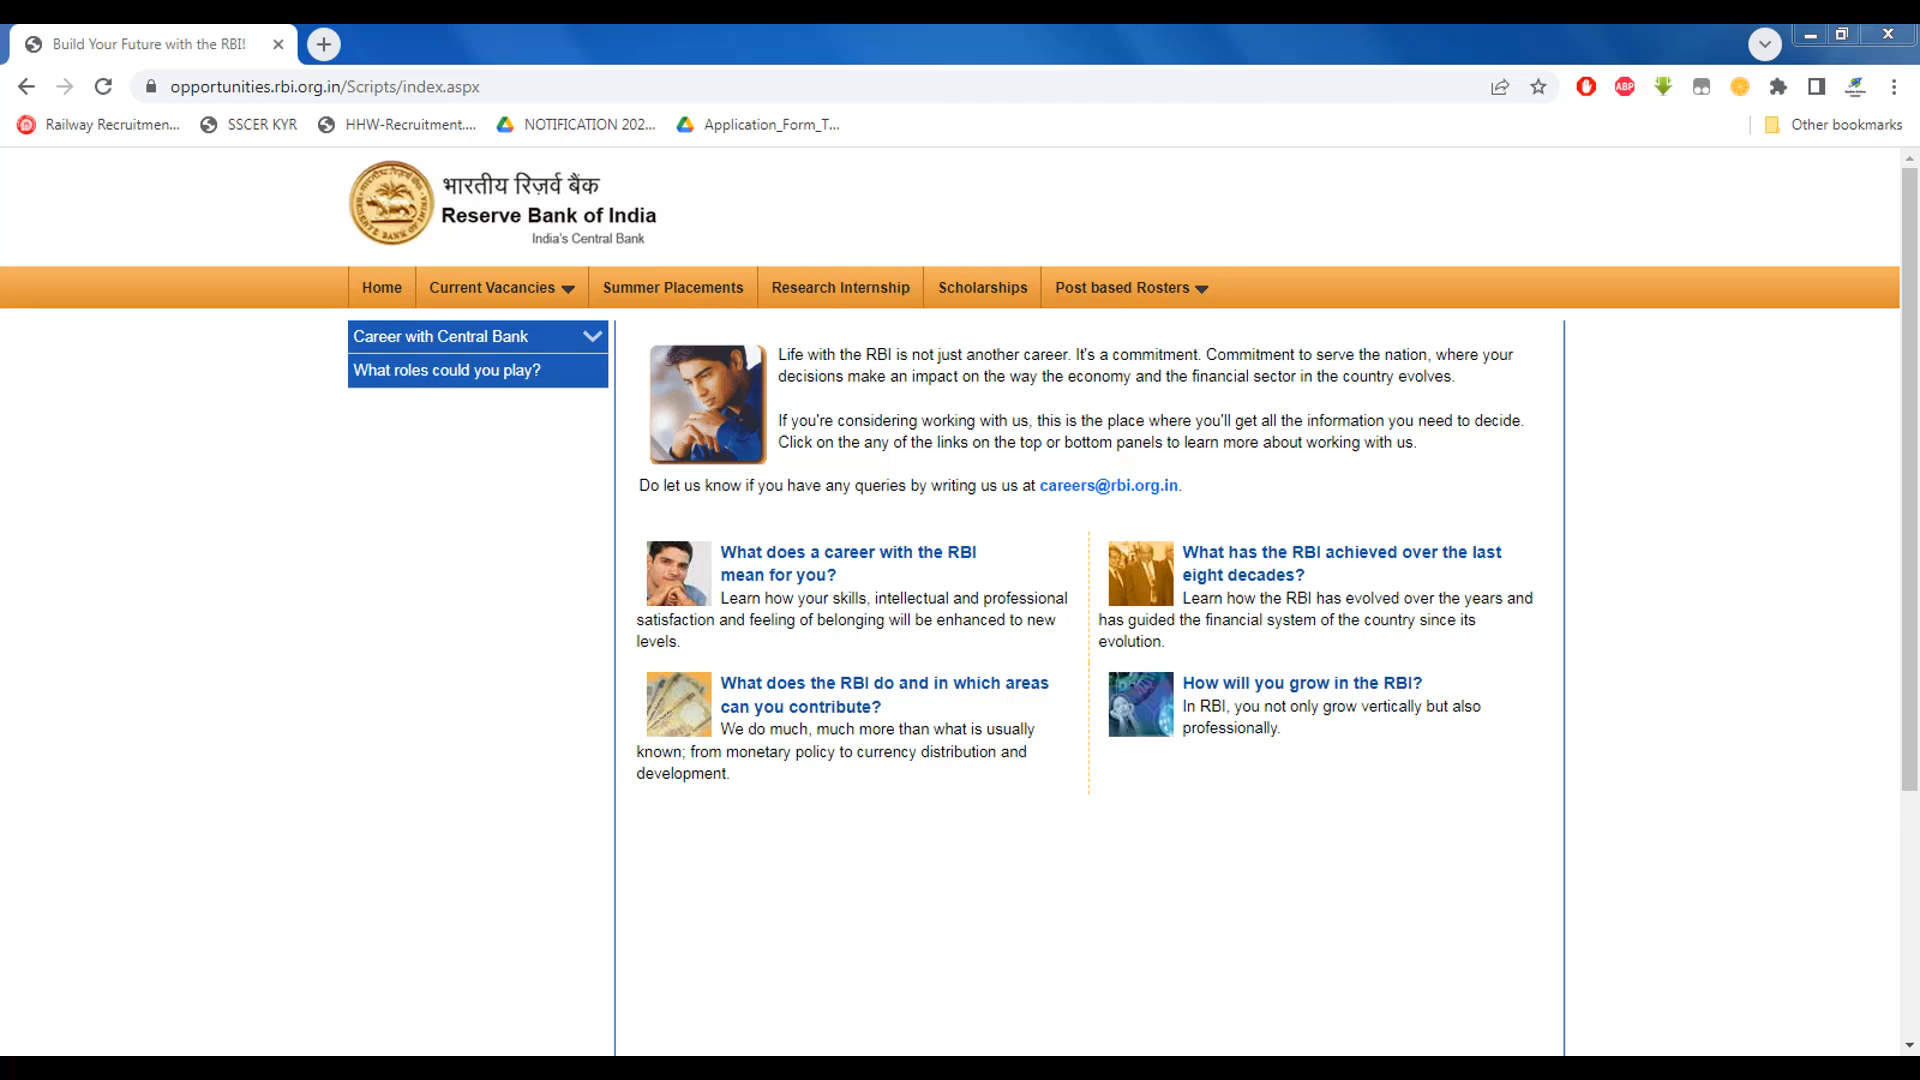 Build Your Future with the RBI!
opportunities.rbi.org.in/Scripts/index.aspx
ABP
Railway Recruitmen...
SSCER KYR
HHW-Recruitment....
NOTIFICATION 202...
Application_Form_T...
Other bookmarks
भारतीय रिज़र्व बैंक
Reserve Bank of India
India's Central Bank
Home
Current Vacancies
Summer Placements
Research Internship
Scholarships
Post based Rosters
Career with Central Bank
What roles could you play?
Life with the RBI is not just another career. It's a commitment. Commitment to serve the nation, where your
decisions make an impact on the way the economy and the financial sector in the country evolves.
If you're considering working with us, this is the place where you'll get all the information you need to decide.
Click on the any of the links on the top or bottom panels to learn more about working with us.
Do let us know if you have any queries by writing us us at careers@rbi.org.in.
What does a career with the RBI
mean for you?
Learn how your skills, intellectual and professional
satisfaction and feeling of belonging will be enhanced to new
levels.
What has the RBI achieved over the last
eight decades?
Learn how the RBI has evolved over the years and
has guided the financial system of the country since its
evolution.
What does the RBI do and in which areas
can you contribute?
We do much, much more than what is usually
known; from monetary policy to currency distribution and
development.
How will you grow in the RBI?
In RBI, you not only grow vertically but also
professionally.